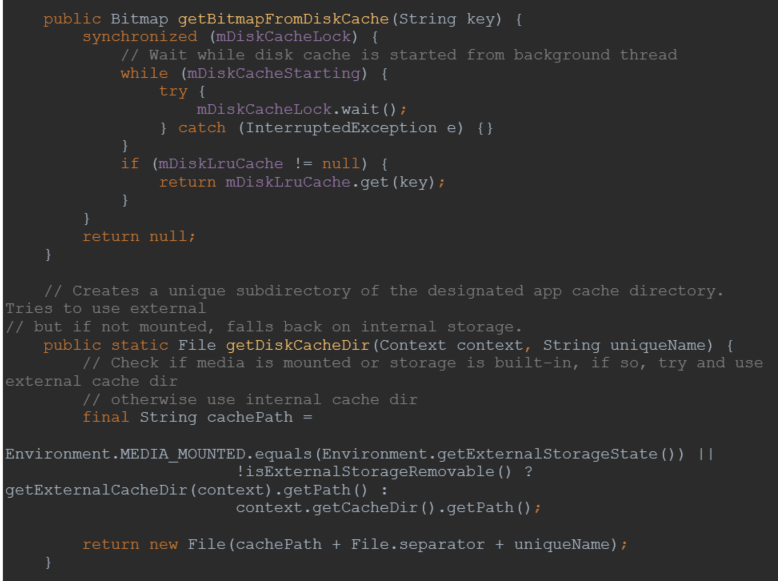 public Bitmap getBitmapFromDiskCache(String key) {
synchronized (mDiskCacheLock) {
// Wait while disk cache is started from background thread
while (mDiskCacheStarting) {
try {
mDiskCacheLock.wait();
} catch (InterruptedException e) {}
}
if (mDiskLruCache != null) {
return mDiskLruCache.get(key);
}
}
return null;
}
// Creates a unique subdirectory of the designated app cache directory.
Tries to use external
// but if not mounted, falls back on internal storage.
public static File getDiskCacheDir(Context context, String uniqueName) {
// Check if media is mounted or storage is built-in, if so, try and use
external cache dir
// otherwise use internal cache dir
final String cachePath =
Environment.MEDIA_MOUNTED.equals(Environment.getExternalStorageState()) ||
!isExternalStorageRemovable() ?
getExternalCacheDir(context).getPath() :
context.getCacheDir().getPath();
return new File(cachePath + File.separator + uniqueName);
}